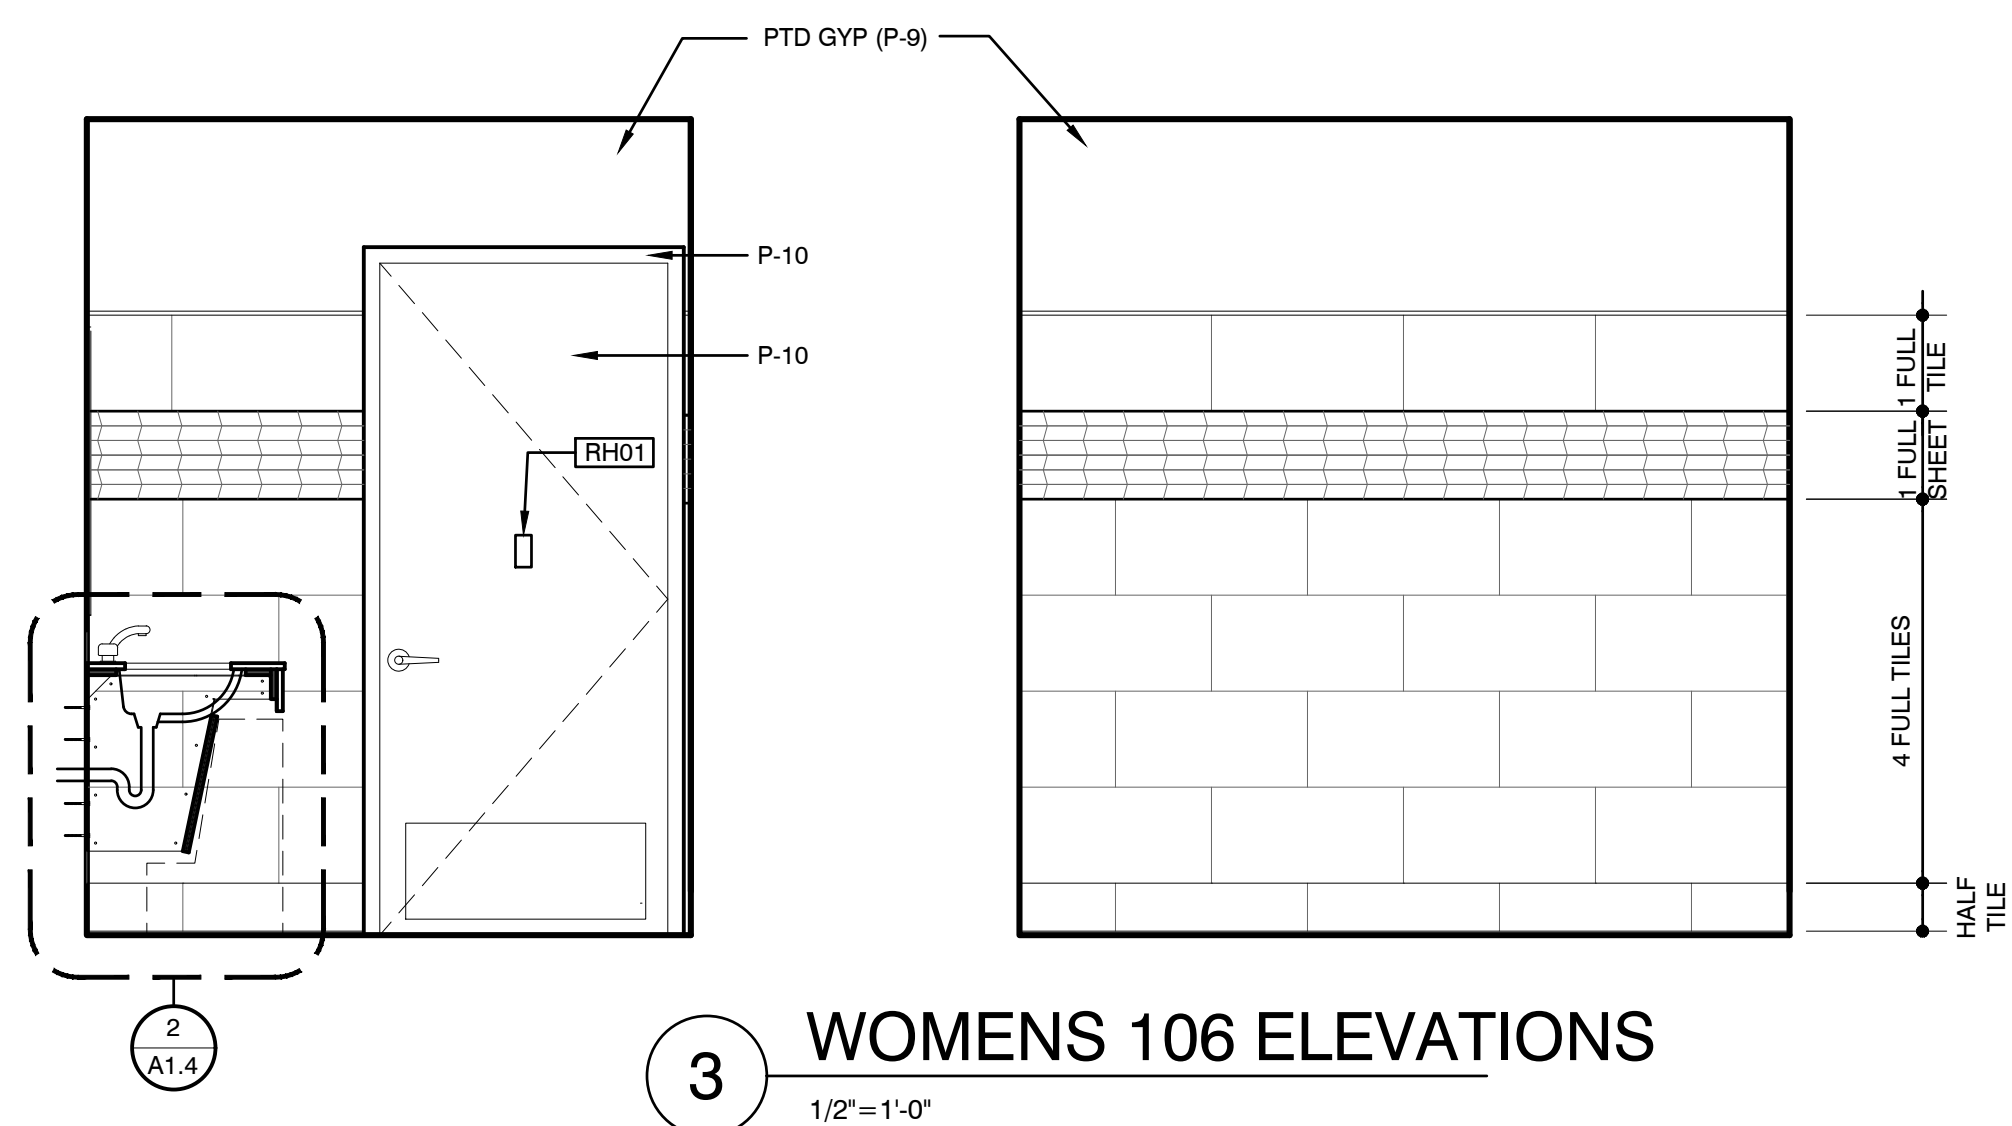 PTD GYP (P-9)
P-10
P-10
RH01
1 FULL
TILE
1 FULL
SHEET
4 FULL TILES
HALF
TILE
2
A1.4
3
WOMENS 106 ELEVATIONS
1/2"=1'-0"